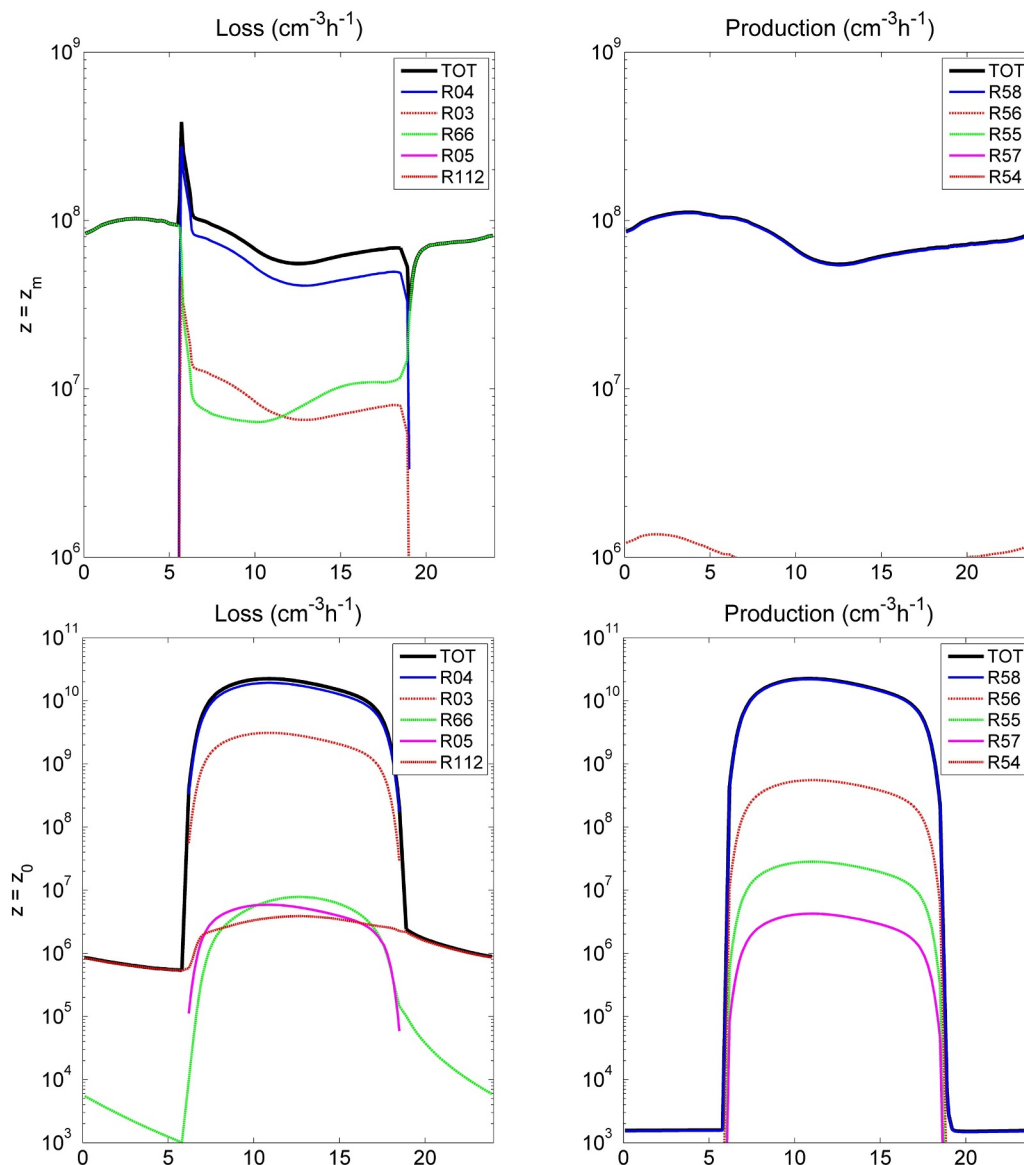 Loss (cm⁻³h⁻¹)
10⁹
10⁸
10⁷
10⁶
z = zₘ
0 5 10 15 20
TOT
R04
R03
R66
R05
R112
Production (cm⁻³h⁻¹)
10⁹
10⁸
10⁷
10⁶
0 5 10 15 20
TOT
R58
R56
R55
R57
R54
Loss (cm⁻³h⁻¹)
10¹¹
10¹⁰
10⁹
10⁸
10⁷
10⁶
10⁵
10⁴
10³
z = z₀
0 5 10 15 20
TOT
R04
R03
R66
R05
R112
Production (cm⁻³h⁻¹)
10¹¹
10¹⁰
10⁹
10⁸
10⁷
10⁶
10⁵
10⁴
10³
0 5 10 15 20
TOT
R58
R56
R55
R57
R54